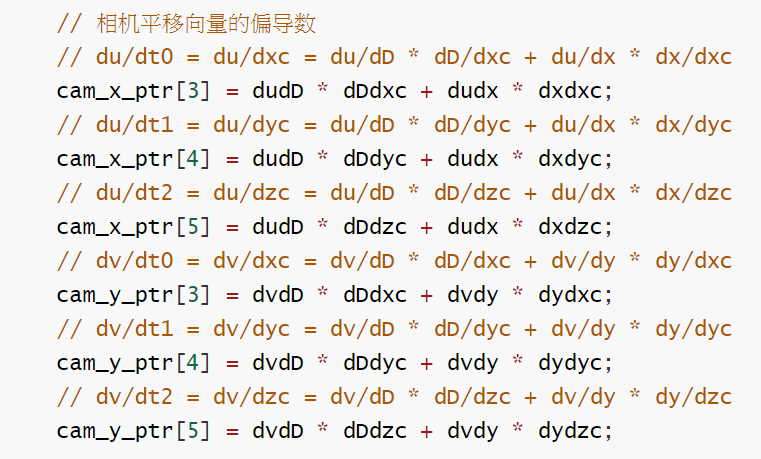 // 相机平移向量的偏导数
// du/dt0 = du/dxc = du/dD * dD/dxc + du/dx * dx/dxc
cam_x_ptr[3] = dudD * dDdxc + dudx * dxdxc;
// du/dt1 = du/dyc = du/dD * dD/dyc + du/dx * dx/dyc
cam_x_ptr[4] = dudD * dDdyc + dudx * dxdyc;
// du/dt2 = du/dzc = du/dD * dD/dzc + du/dx * dx/dzc
cam_x_ptr[5] = dudD * dDdzc + dudx * dxdzc;
// dv/dt0 = dv/dxc = dv/dD * dD/dxc + dv/dy * dy/dxc
cam_y_ptr[3] = dvdD * dDdxc + dvdy * dydxc;
// dv/dt1 = dv/dyc = dv/dD * dD/dyc + dv/dy * dy/dyc
cam_y_ptr[4] = dvdD * dDdyc + dvdy * dydyc;
// dv/dt2 = dv/dzc = dv/dD * dD/dzc + dv/dy * dy/dzc
cam_y_ptr[5] = dvdD * dDdzc + dvdy * dydzc;